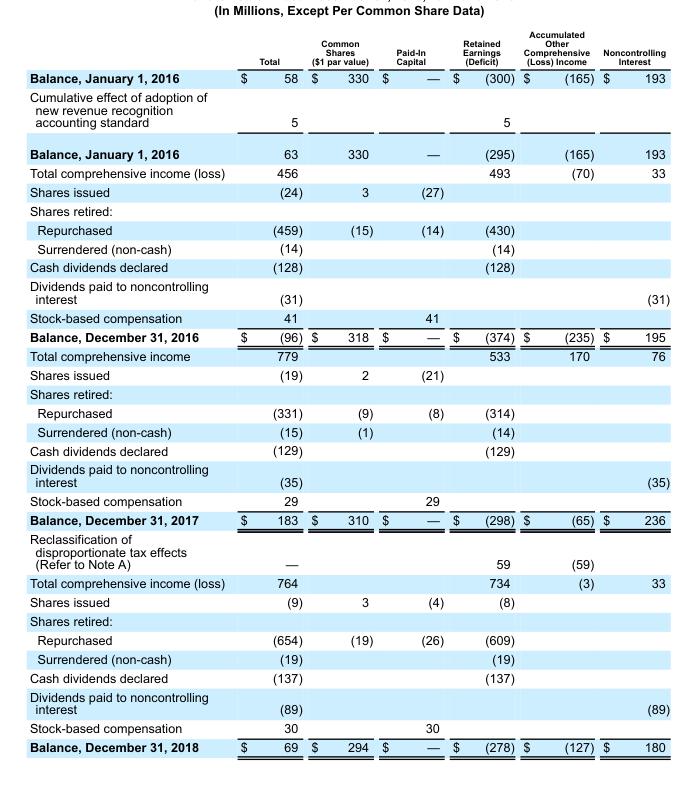 (In Millions, Except Per Common Share Data)
Total Common Shares ($1 par value) Paid-In Capital Retained Earnings (Deficit) Accumulated Other Comprehensive (Loss) Income Noncontrolling Interest
Balance, January 1, 2016 $ 58 $ 330 $ — $ (300) $ (165) $ 193
Cumulative effect of adoption of
new revenue recognition
accounting standard 5 5
Balance, January 1, 2016 63 330 — (295) (165) 193
Total comprehensive income (loss) 456 493 (70) 33
Shares issued (24) 3 (27)
Shares retired:
Repurchased (459) (15) (14) (430)
Surrendered (non-cash) (14) (14)
Cash dividends declared (128) (128)
Dividends paid to noncontrolling
interest (31) (31)
Stock-based compensation 41 41
Balance, December 31, 2016 $ (96) $ 318 $ — $ (374) $ (235) $ 195
Total comprehensive income 779 533 170 76
Shares issued (19) 2 (21)
Shares retired:
Repurchased (331) (9) (8) (314)
Surrendered (non-cash) (15) (1) (14)
Cash dividends declared (129) (129)
Dividends paid to noncontrolling
interest (35) (35)
Stock-based compensation 29 29
Balance, December 31, 2017 $ 183 $ 310 $ — $ (298) $ (65) $ 236
Reclassification of
disproportionate tax effects
(Refer to Note A) — 59 (59)
Total comprehensive income (loss) 764 734 (3) 33
Shares issued (9) 3 (4) (8)
Shares retired:
Repurchased (654) (19) (26) (609)
Surrendered (non-cash) (19) (19)
Cash dividends declared (137) (137)
Dividends paid to noncontrolling
interest (89) (89)
Stock-based compensation 30 30
Balance, December 31, 2018 $ 69 $ 294 $ — $ (278) $ (127) $ 180